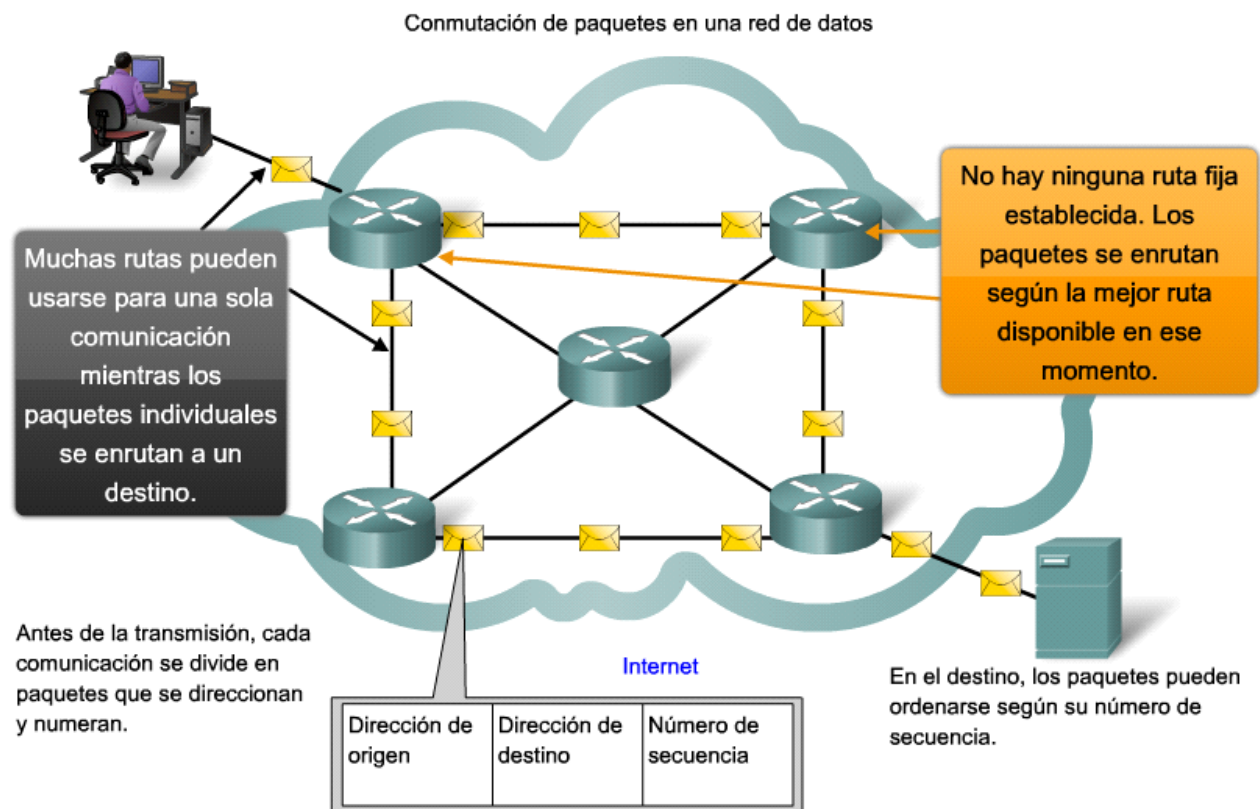 Conmutación de paquetes en una red de datos
Muchas rutas pueden
usarse para una sola
comunicación
mientras los
paquetes individuales
se enrutan a un
destino.
No hay ninguna ruta fija
establecida. Los
paquetes se enrutan
según la mejor ruta
disponible en ese
momento.
Antes de la transmisión, cada
comunicación se divide en
paquetes que se direccionan
y numeran.
Internet
Dirección de
origen
Dirección de
destino
Número de
secuencia
En el destino, los paquetes pueden
ordenarse según su número de
secuencia.